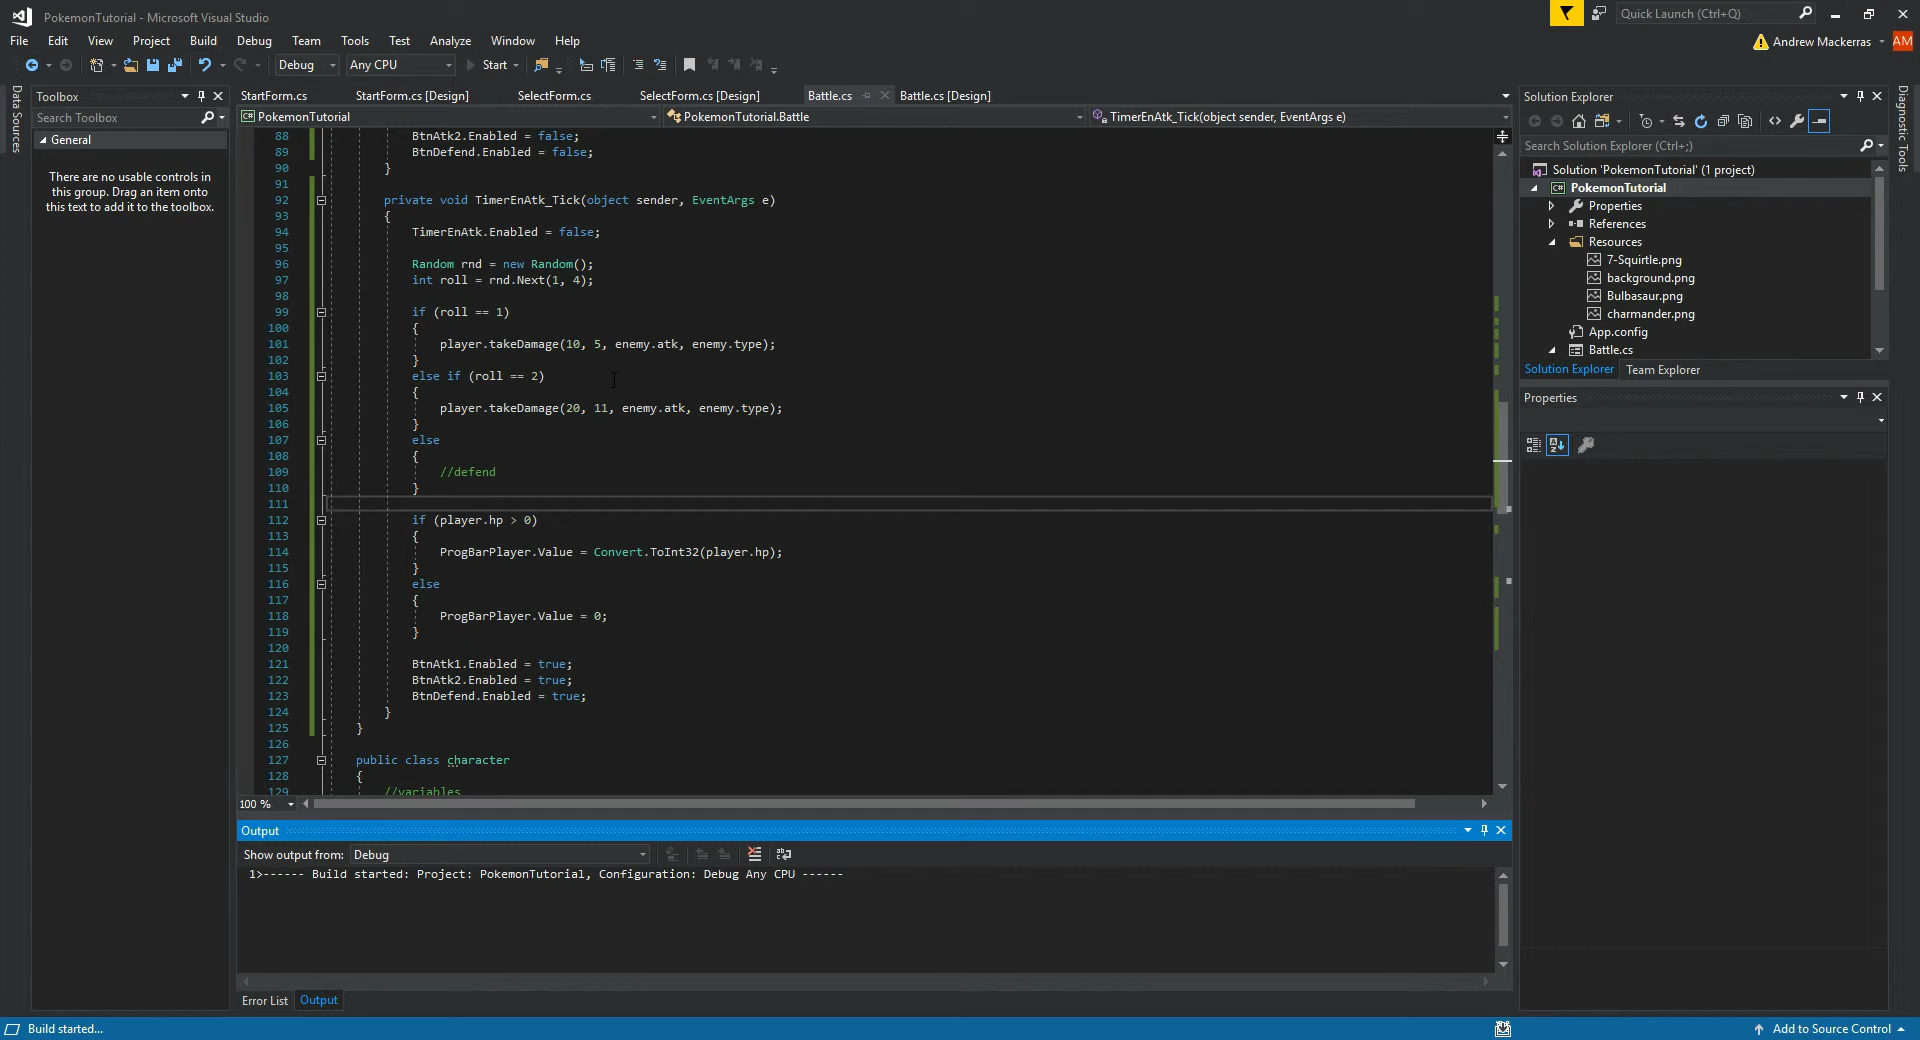 PokemonTutorial - Microsoft Visual Studio
Quick Launch (Ctrl+Q)
File Edit View Project Build Debug Team Tools Test Analyze Window Help
Andrew Mackerras AM
Debug Any CPU Start
Data Sources
Toolbox
Search Toolbox
General
There are no usable controls in
this group. Drag an item onto
this text to add it to the toolbox.
StartForm.cs StartForm.cs [Design] SelectForm.cs SelectForm.cs [Design] Battle.cs Battle.cs [Design]
PokemonTutorial PokemonTutorial.Battle TimerEnAtk_Tick(object sender, EventArgs e)
88 BtnAtk2.Enabled = false;
89 BtnDefend.Enabled = false;
90 }
91
92 private void TimerEnAtk_Tick(object sender, EventArgs e)
93 {
94 TimerEnAtk.Enabled = false;
95
96 Random rnd = new Random();
97 int roll = rnd.Next(1, 4);
98
99 if (roll == 1)
100 {
101 player.takeDamage(10, 5, enemy.atk, enemy.type);
102 }
103 else if (roll == 2)
104 {
105 player.takeDamage(20, 11, enemy.atk, enemy.type);
106 }
107 else
108 {
109 //defend
110 }
111
112 if (player.hp > 0)
113 {
114 ProgBarPlayer.Value = Convert.ToInt32(player.hp);
115 }
116 else
117 {
118 ProgBarPlayer.Value = 0;
119 }
120
121 BtnAtk1.Enabled = true;
122 BtnAtk2.Enabled = true;
123 BtnDefend.Enabled = true;
124 }
125 }
126
127 public class character
128 {
129 //variables
100 %
Output
Show output from: Debug
1>------ Build started: Project: PokemonTutorial, Configuration: Debug Any CPU ------
Error List Output
Solution Explorer
Search Solution Explorer (Ctrl+;)
Solution 'PokemonTutorial' (1 project)
C# PokemonTutorial
Properties
References
Resources
7-Squirtle.png
background.png
Bulbasaur.png
charmander.png
App.config
Battle.cs
Solution Explorer Team Explorer
Properties
Diagnostic Tools
Build started...
Add to Source Control